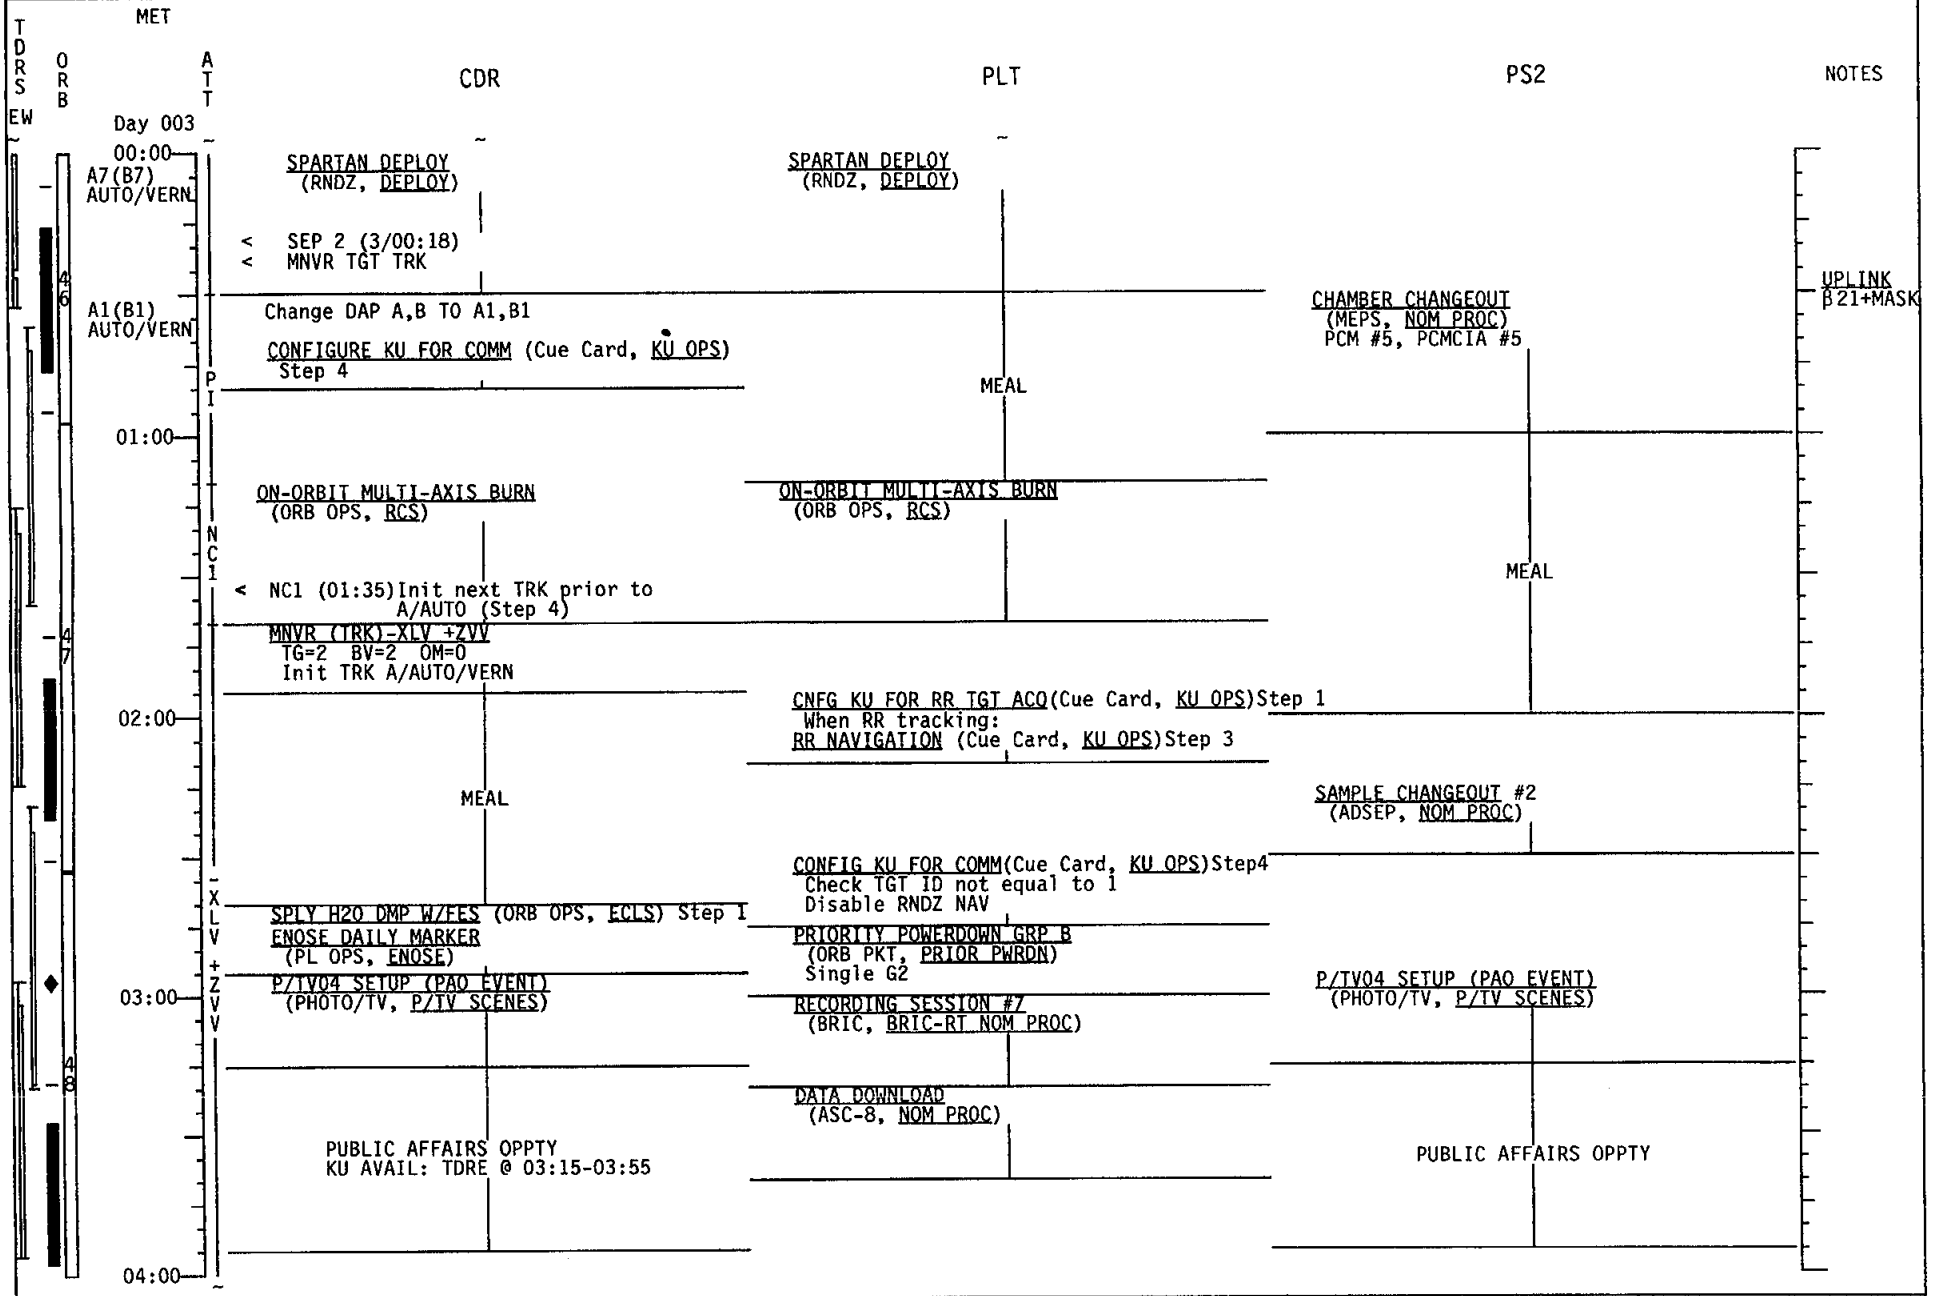 MET
TDRS
ORB
ATT
CDR
PLT
PS2
NOTES
EW
Day 003
00:00
A7(B7)
AUTO/VERN
46
A1(B1)
AUTO/VERN
PI
01:00
NC1
47
02:00
-XLV +ZVV
03:00
48
04:00
SPARTAN DEPLOY
(RNDZ, DEPLOY)
< SEP 2 (3/00:18)
< MNVR TGT TRK
Change DAP A,B TO A1,B1
CONFIGURE KU FOR COMM (Cue Card, KU OPS)
Step 4
ON-ORBIT MULTI-AXIS BURN
(ORB OPS, RCS)
< NC1 (01:35)Init next TRK prior to
A/AUTO (Step 4)
MNVR (TRK)-XLV +ZVV
TG=2 BV=2 OM=0
Init TRK A/AUTO/VERN
MEAL
SPLY H2O DMP W/FES (ORB OPS, ECLS) Step 1
ENOSE DAILY MARKER
(PL OPS, ENOSE)
P/TV04 SETUP (PAO EVENT)
(PHOTO/TV, P/TV SCENES)
PUBLIC AFFAIRS OPPTY
KU AVAIL: TDRE @ 03:15-03:55
SPARTAN DEPLOY
(RNDZ, DEPLOY)
MEAL
ON-ORBIT MULTI-AXIS BURN
(ORB OPS, RCS)
CNFG KU FOR RR TGT ACQ(Cue Card, KU OPS)Step 1
When RR tracking:
RR NAVIGATION (Cue Card, KU OPS)Step 3
CONFIG KU FOR COMM(Cue Card, KU OPS)Step4
Check TGT ID not equal to 1
Disable RNDZ NAV
PRIORITY POWERDOWN GRP B
(ORB PKT, PRIOR PWRDN)
Single G2
RECORDING SESSION #7
(BRIC, BRIC-RT NOM PROC)
DATA DOWNLOAD
(ASC-8, NOM PROC)
CHAMBER CHANGEOUT
(MEPS, NOM PROC)
PCM #5, PCMCIA #5
MEAL
SAMPLE CHANGEOUT #2
(ADSEP, NOM PROC)
P/TV04 SETUP (PAO EVENT)
(PHOTO/TV, P/TV SCENES)
PUBLIC AFFAIRS OPPTY
UPLINK
β21+MASK